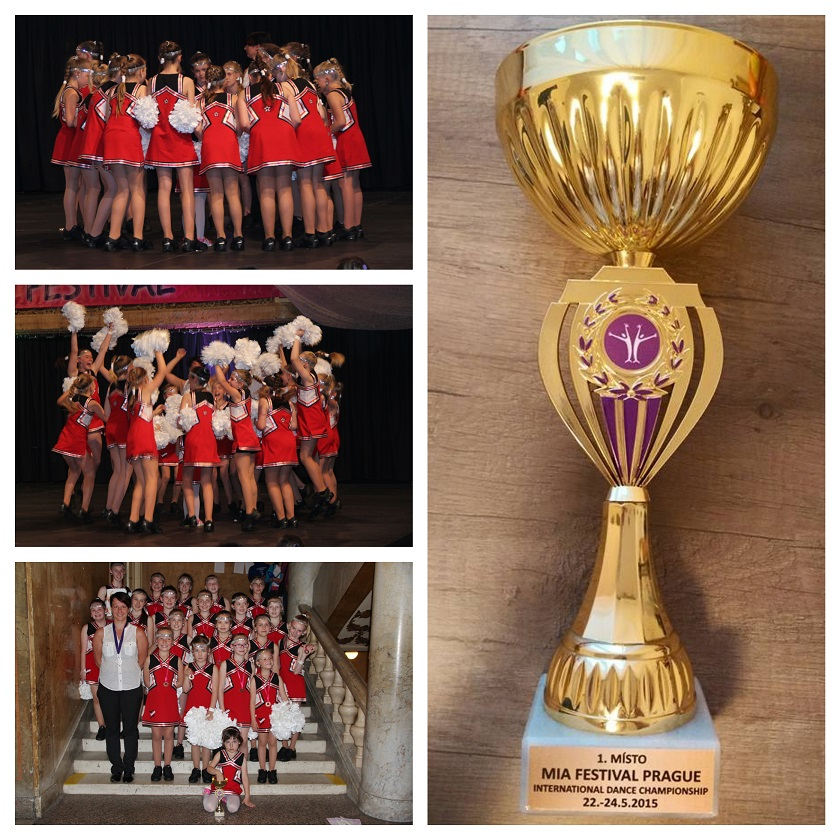 FESTIVAL
1. MÍSTO
MIA FESTIVAL PRAGUE
INTERNATIONAL DANCE CHAMPIONSHIP
22.-24.5.2015